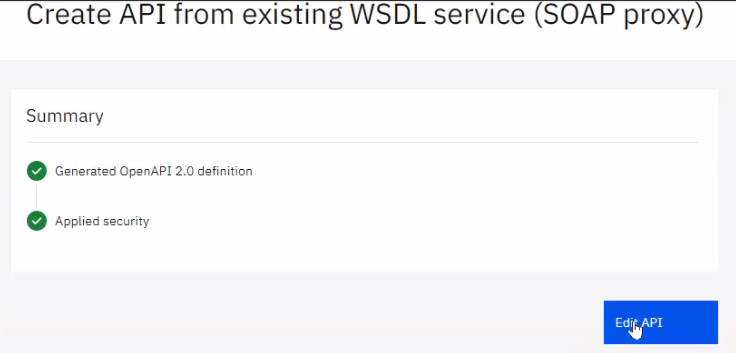 Create API from existing WSDL service (SOAP proxy)
Summary
Generated OpenAPI 2.0 definition
Applied security
Edit API